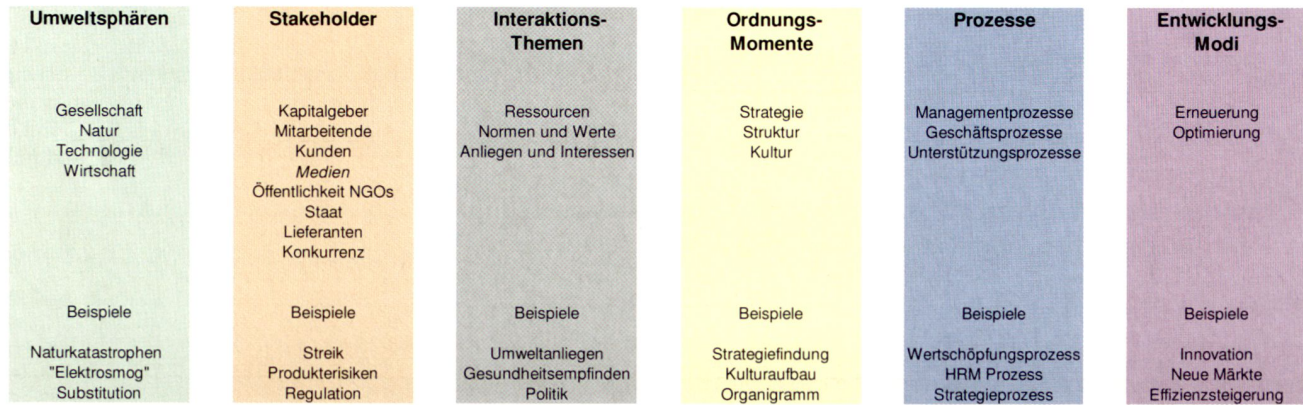 Umweltsphären
Gesellschaft
Natur
Technologie
Wirtschaft
Beispiele
Naturkatastrophen
"Elektrosmog"
Substitution
Stakeholder
Kapitalgeber
Mitarbeitende
Kunden
Medien
Öffentlichkeit NGOs
Staat
Lieferanten
Konkurrenz
Beispiele
Streik
Produkterisiken
Regulation
Interaktions-
Themen
Ressourcen
Normen und Werte
Anliegen und Interessen
Beispiele
Umweltanliegen
Gesundheitsempfinden
Politik
Ordnungs-
Momente
Strategie
Struktur
Kultur
Beispiele
Strategiefindung
Kulturaufbau
Organigramm
Prozesse
Managementprozesse
Geschäftsprozesse
Unterstützungsprozesse
Beispiele
Wertschöpfungsprozess
HRM Prozess
Strategieprozess
Entwicklungs-
Modi
Erneuerung
Optimierung
Beispiele
Innovation
Neue Märkte
Effizienzsteigerung